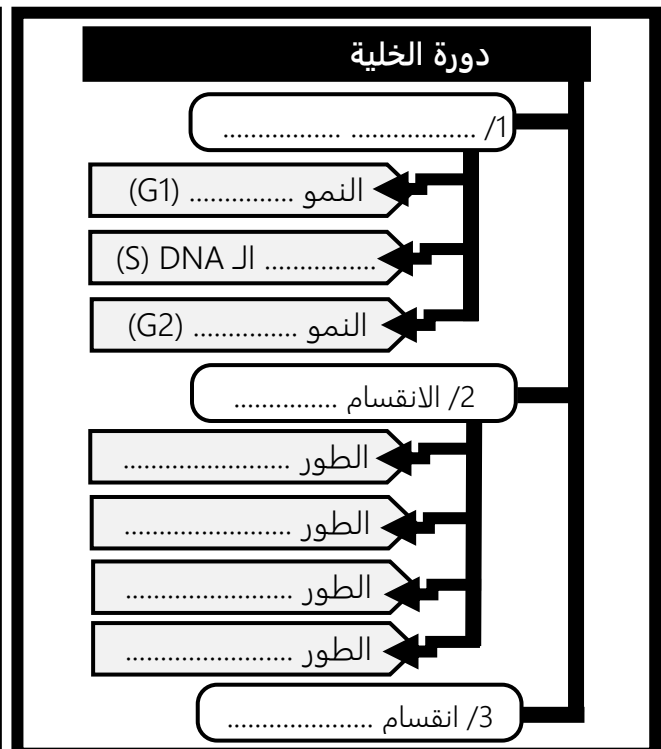 دورة الخلية
1/ .................. ................
النمو ............... (G1)
................ الـ DNA (S)
النمو ............... (G2)
2/ الانقسام ...............
الطور ........................
الطور ........................
الطور ........................
الطور ........................
3/ انقسام .....................